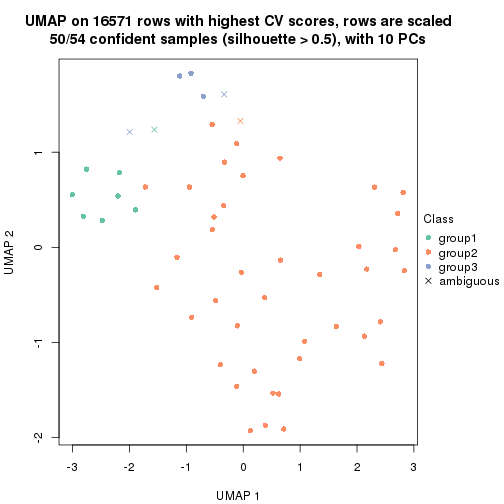 UMAP on 16571 rows with highest CV scores, rows are scaled
50/54 confident samples (silhouette > 0.5), with 10 PCs
1
0
-1
-2
UMAP 2
Class
group1
group2
group3
ambiguous
-3 -2 -1 0 1 2 3
UMAP 1